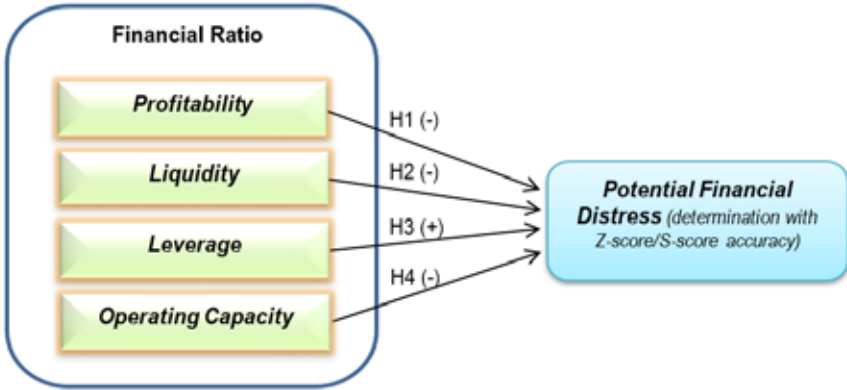 Financial Ratio
Profitability
H1 (-)
Liquidity
H2 (-)
Leverage
H3 (+)
Operating Capacity
H4 (-)
Potential Financial
Distress (determination with
Z-score/S-score accuracy)